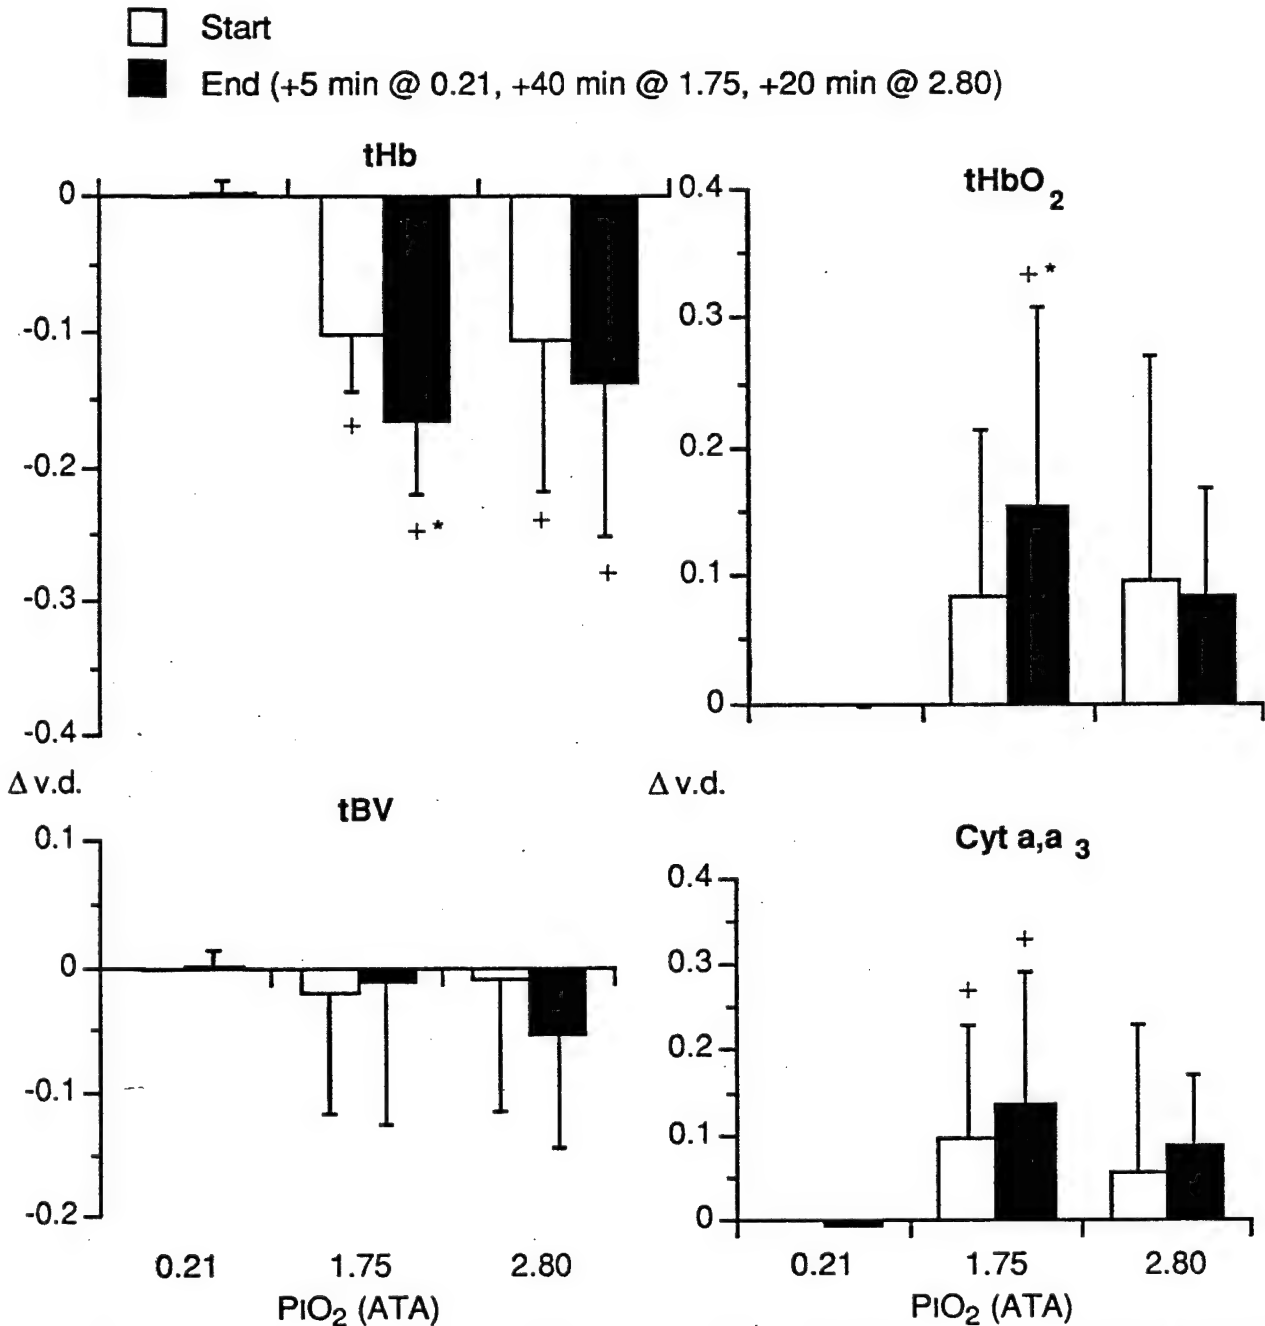 Start
End (+5 min @ 0.21, +40 min @ 1.75, +20 min @ 2.80)
tHb
0
-0.1
-0.2
-0.3
-0.4
+
+*
+
+
tHbO2
0.4
0.3
0.2
0.1
0
+*
Δ v.d.
tBV
0.1
0
-0.1
-0.2
0.21 1.75 2.80
PIO2 (ATA)
Δ v.d.
Cyt a,a 3
0.4
0.3
0.2
0.1
0
+
+
0.21 1.75 2.80
PIO2 (ATA)